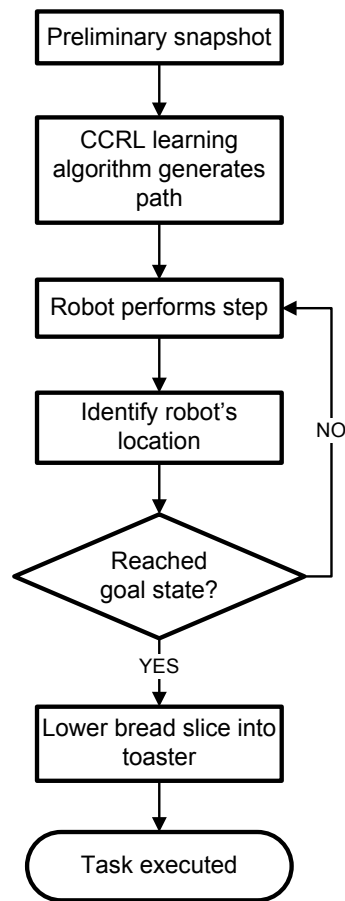 Preliminary snapshot
CCRL learning
algorithm generates
path
Robot performs step
Identify robot’s
location
NO
Reached
goal state?
YES
Lower bread slice into
toaster
Task executed